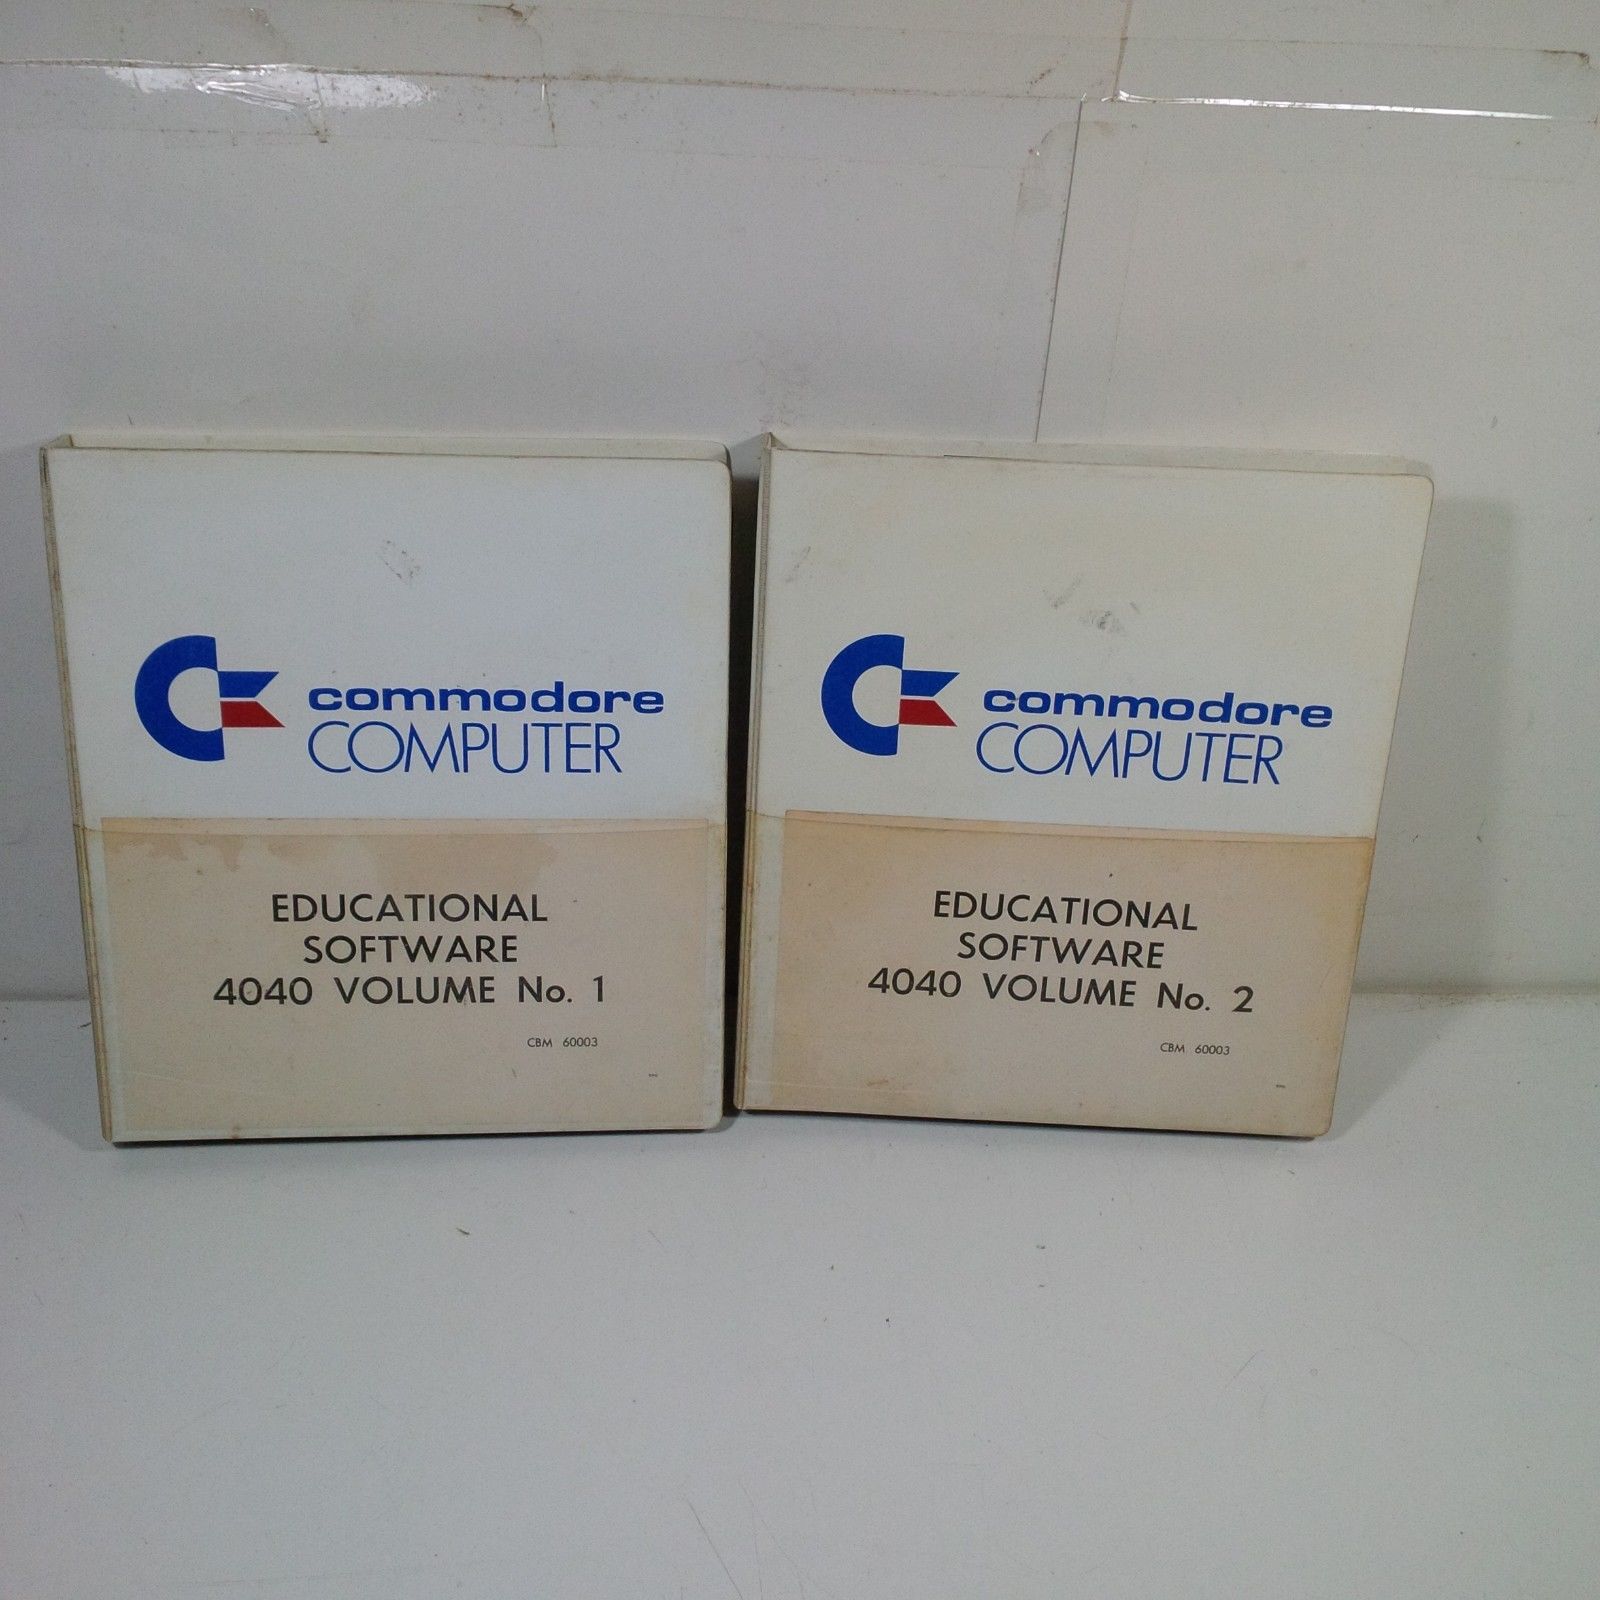 commodore
COMPUTER
EDUCATIONAL
SOFTWARE
4040 VOLUME No. 1
CBM 60003
commodore
COMPUTER
EDUCATIONAL
SOFTWARE
4040 VOLUME No. 2
CBM 60003